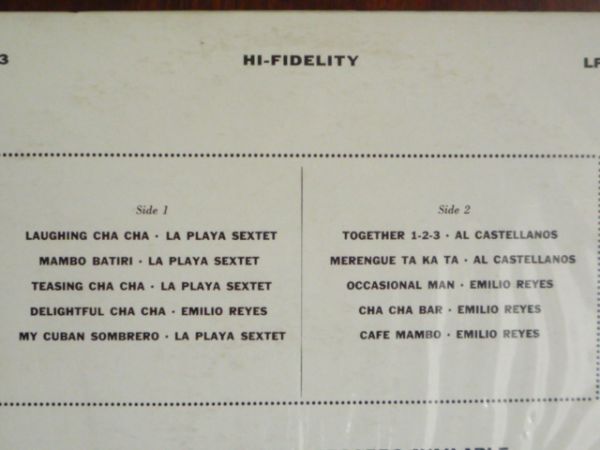 3 HI-FIDELITY LP
Side 1
LAUGHING CHA CHA · LA PLAYA SEXTET
MAMBO BATIRI · LA PLAYA SEXTET
TEASING CHA CHA · LA PLAYA SEXTET
DELIGHTFUL CHA CHA · EMILIO REYES
MY CUBAN SOMBRERO · LA PLAYA SEXTET
Side 2
TOGETHER 1-2-3 · AL CASTELLANOS
MERENGUE TA KA TA · AL CASTELLANOS
OCCASIONAL MAN · EMILIO REYES
CHA CHA BAR · EMILIO REYES
CAFE MAMBO · EMILIO REYES